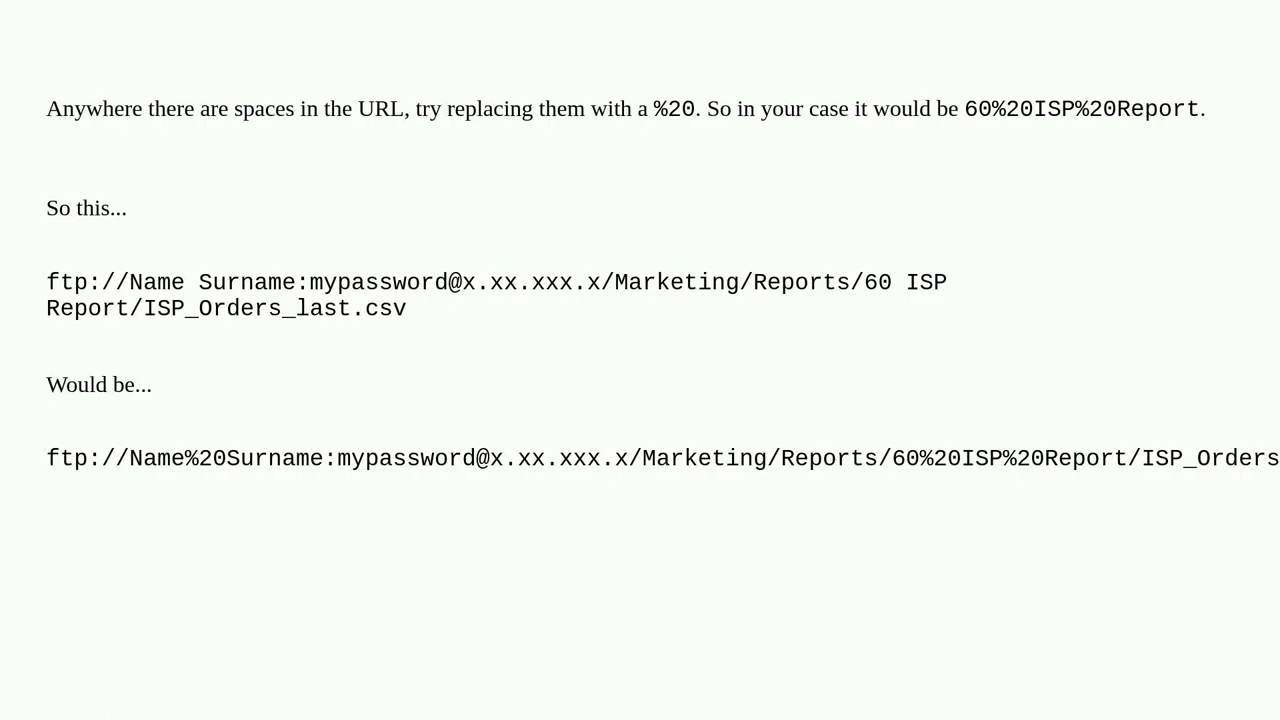 Anywhere there are spaces in the URL, try replacing them with a %20. So in your case it would be 60%20ISP%20Report.
So this...
ftp://Name Surname:mypassword@x.xx.xxx.x/Marketing/Reports/60 ISP
Report/ISP_Orders_last.csv
Would be...
ftp://Name%20Surname:mypassword@x.xx.xxx.x/Marketing/Reports/60%20ISP%20Report/ISP_Orders